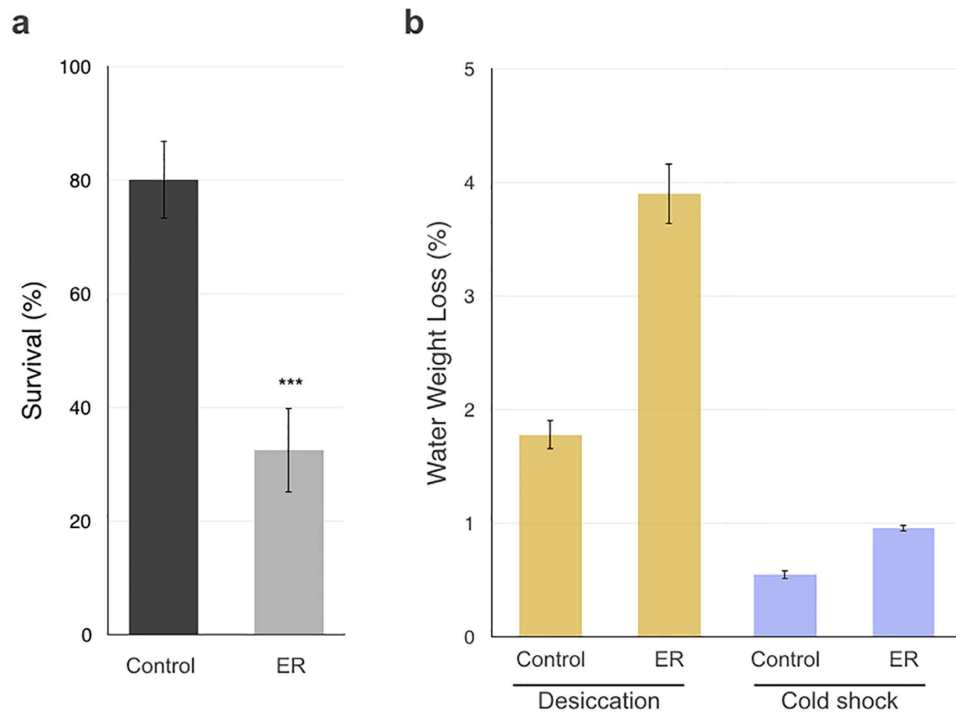 a
Survival (%)
100
80
60
40
20
0
***
Control ER
b
Water Weight Loss (%)
5
4
3
2
1
0
Control ER Control ER
Desiccation Cold shock